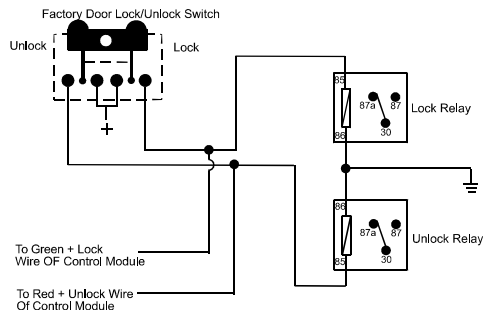 Factory Door Lock/Unlock Switch
Unlock
Lock
+
85
87a
87
30
86
Lock Relay
86
87a
87
30
85
Unlock Relay
To Green + Lock
Wire OF Control Module
To Red + Unlock Wire
Of Control Module